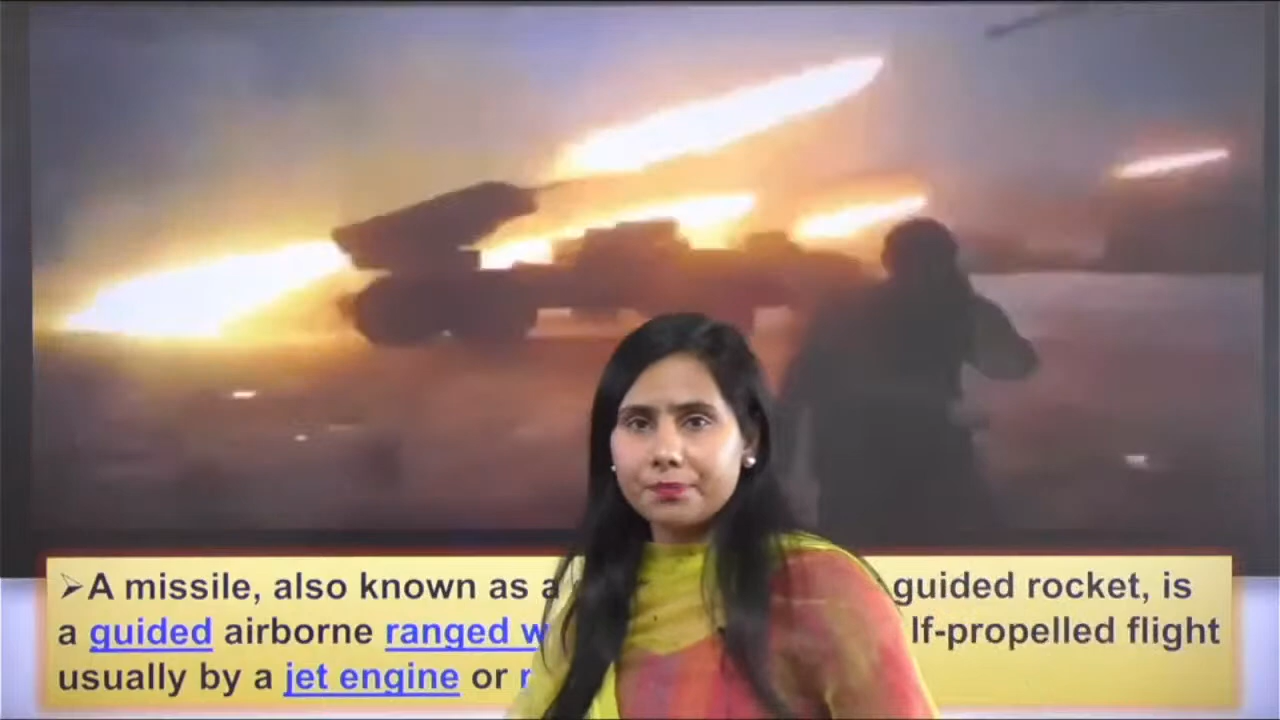 ➢A missile, also known as a guided rocket, is
a guided airborne ranged lf-propelled flight
usually by a jet engine or